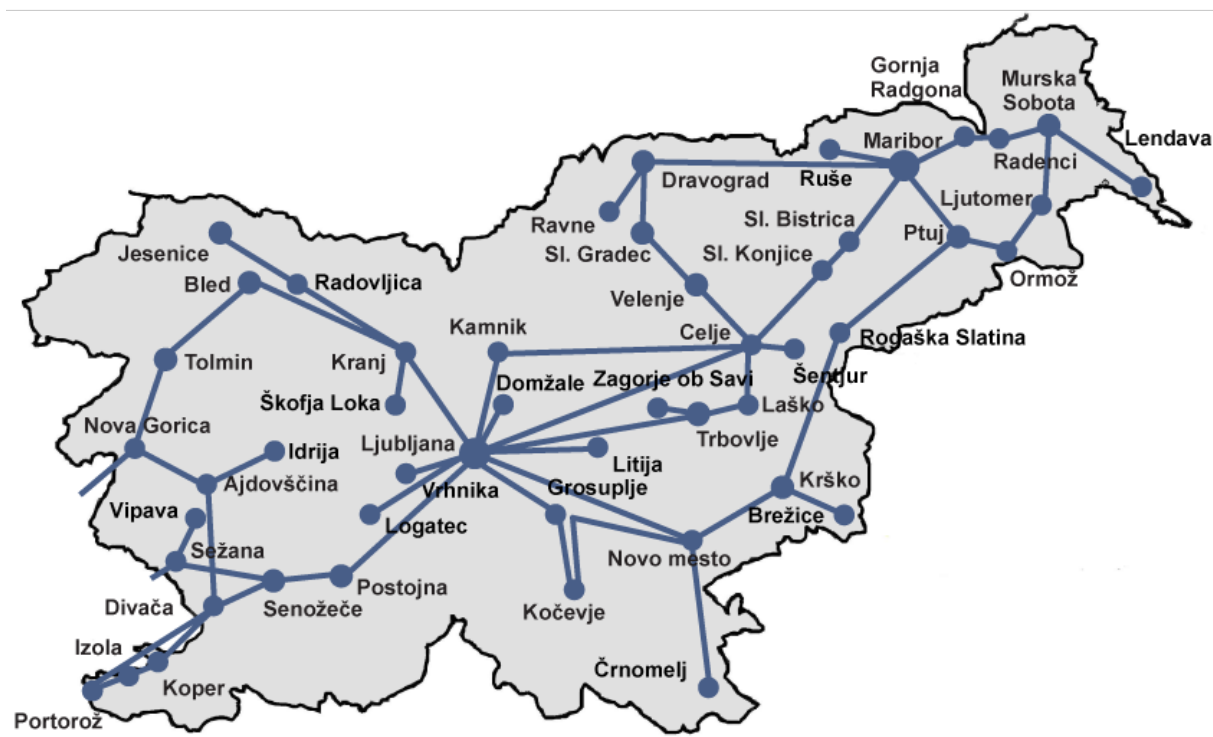 Gornja
Radgona
Murska
Sobota
Lendava
Maribor
Radenci
Dravograd
Ruše
Ljutomer
Ravne
Sl. Bistrica
Ptuj
Sl. Gradec
Sl. Konjice
Ormož
Jesenice
Bled
Radovljica
Velenje
Kamnik
Celje
Rogaška Slatina
Tolmin
Kranj
Domžale
Zagorje ob Savi
Šentjur
Škofja Loka
Laško
Nova Gorica
Idrija
Ljubljana
Trbovlje
Litija
Ajdovščina
Vrhnika
Grosuplje
Krško
Vipava
Logatec
Brežice
Sežana
Novo mesto
Postojna
Divača
Senožeče
Kočevje
Izola
Koper
Črnomelj
Portorož